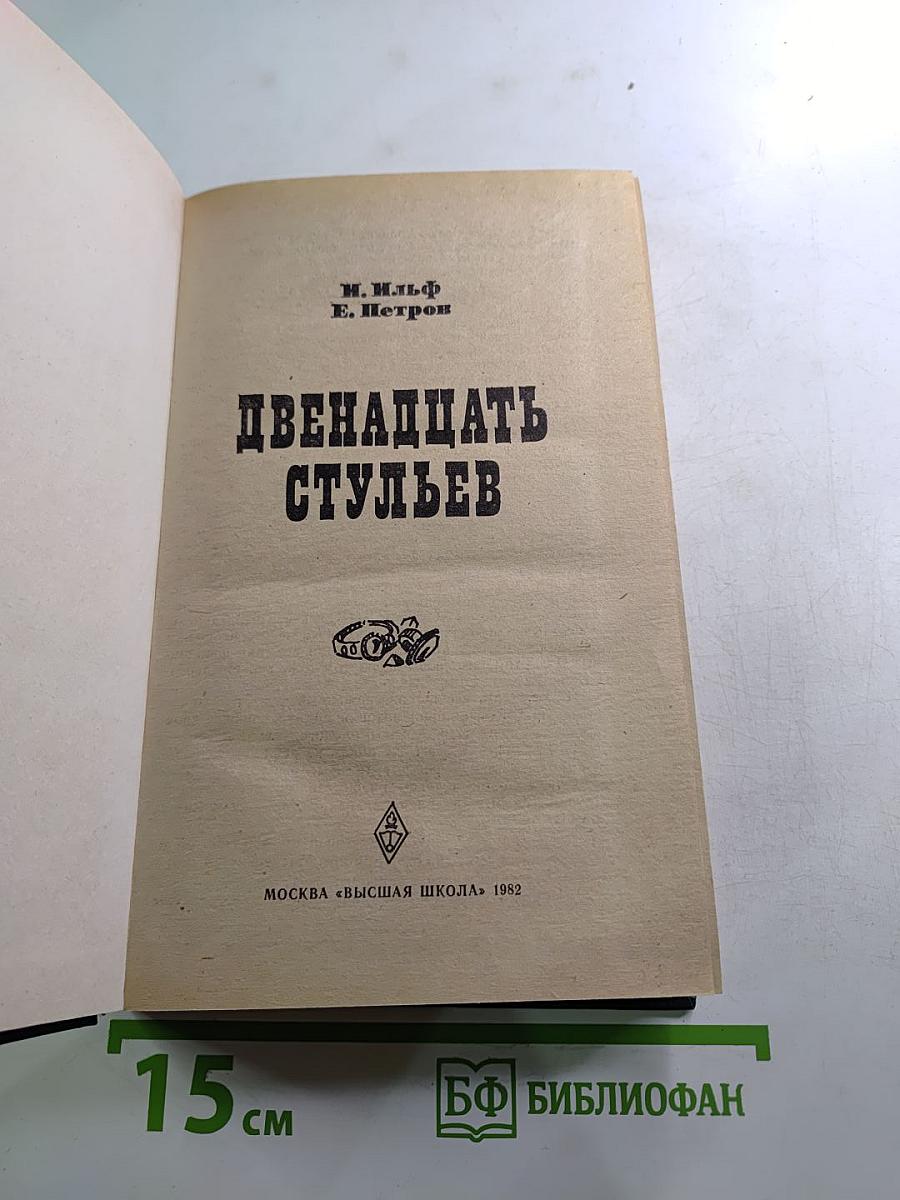 И. Ильф
Е. Петров
ДВЕНАДЦАТЬ
СТУЛЬЕВ
МОСКВА «ВЫСШАЯ ШКОЛА» 1982
15 см
БФ БИБЛИОФАН